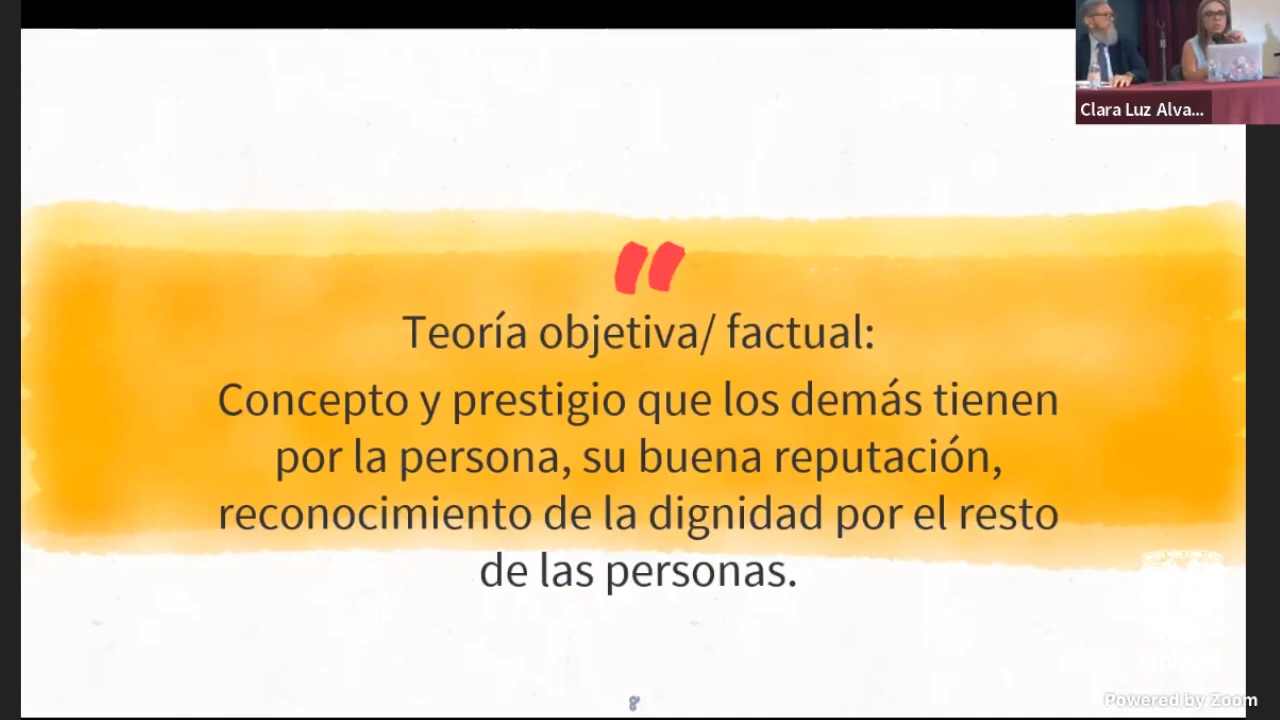 Clara Luz Alva...
Teoría objetiva/ factual:
Concepto y prestigio que los demás tienen
por la persona, su buena reputación,
reconocimiento de la dignidad por el resto
de las personas.
8
Powered by Zoom